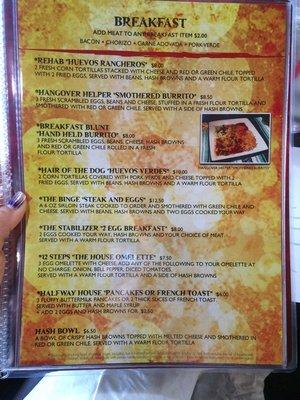 BREAKFAST
ADD MEAT TO ANY BREAKFAST ITEM $2.00
BACON • CHORIZO • CARNE ADOVADA • PORK VERDE
*REHAB "HUEVOS RANCHEROS" $8.00
2 FRESH CORN TORTILLAS STACKED WITH CHEESE AND RED OR GREEN CHILE, TOPPED
WITH 2 FRIED EGGS, SERVED WITH BEANS, HASH BROWNS AND A WARM FLOUR TORTILLA
*HANGOVER HELPER "SMOTHERED BURRITO" $8.50
3 FRESH SCRAMBLED EGGS, BEANS AND CHEESE, STUFFED IN A FLOUR TORTILLA AND
SMOTHERED WITH RED OR GREEN CHILE, SERVED WITH A SIDE OF HASH BROWNS
*BREAKFAST BLUNT
"HAND HELD BURRITO" $8.00
3 FRESH SCRAMBLED EGGS, BEANS, CHEESE, HASH BROWNS
AND RED OR GREEN CHILE ROLLED IN A FRESH
FLOUR TORTILLA
HANGOVER HELPER "SMOTHERED BURRITO"
*HAIR OF THE DOG "HUEVOS VERDES" $10.00
2 CORN TORTILLAS COVERED WITH PORK VERDE AND CHEESE TOPPED WITH 2
FRIED EGGS, SERVED WITH BEANS, HASH BROWNS AND A WARM FLOUR TORTILLA
*THE BINGE "STEAK AND EGGS" $12.50
A 6 OZ SIRLOIN STEAK COOKED TO ORDER AND SMOTHERED WITH GREEN CHILE AND
CHEESE SERVED WITH BEANS, HASH BROWNS AND TWO EGGS COOKED YOUR WAY
*THE STABILIZER "2 EGG BREAKFAST" $8.00
2 EGGS COOKED YOUR WAY, HASH BROWNS AND YOUR CHOICE OF MEAT
SERVED WITH A WARM FLOUR TORTILLA
*12 STEPS "THE HOUSE OMELETTE" $7.50
3 EGG OMELETTE WITH CHEESE ADD ANY OF THE FOLLOWING TO YOUR OMELETTE AT
NO CHARGE: ONION, BELL PEPPER, DICED TOMATOES
SERVED WITH A WARM FLOUR TORTILLA AND A SIDE OF HASH BROWNS
*HALFWAY HOUSE "PANCAKES OR FRENCH TOAST" $6.00
3 FLUFFY BUTTERMILK PANCAKES OR 2 THICK SLICES OF FRENCH TOAST
SERVED WITH BUTTER AND MAPLE SYRUP
+ ADD 2 EGGS AND HASH BROWNS FOR $2.50
HASH BOWL $6.50
A BOWL OF CRISPY HASH BROWNS TOPPED WITH MELTED CHEESE AND SMOTHERED IN
RED OR GREEN CHILE SERVED WITH A WARM FLOUR TORTILLA